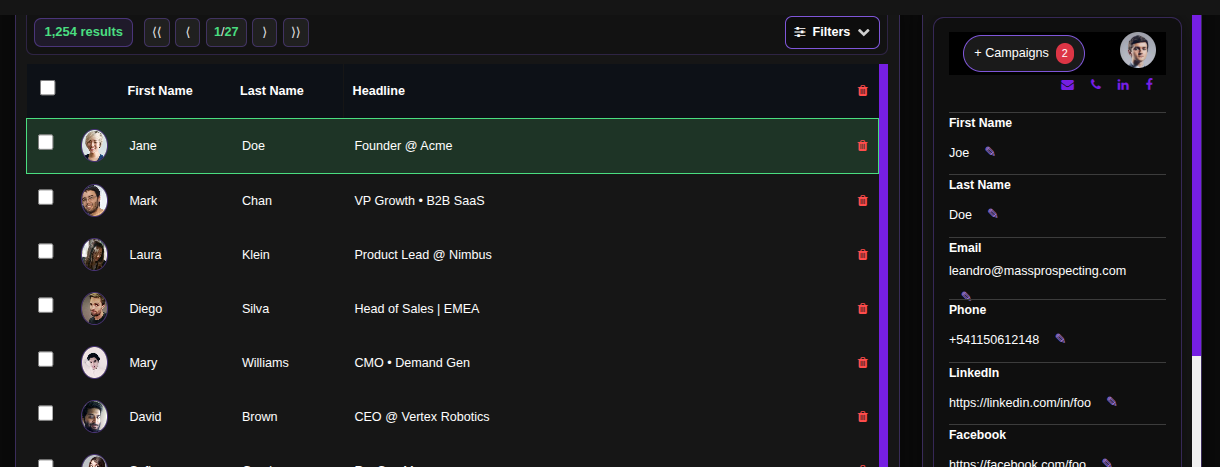 1,254 results ⟨⟨ ⟨ 1/27 ⟩ ⟩⟩ Filters
First Name Last Name Headline
Jane Doe Founder @ Acme
Mark Chan VP Growth • B2B SaaS
Laura Klein Product Lead @ Nimbus
Diego Silva Head of Sales | EMEA
Mary Williams CMO • Demand Gen
David Brown CEO @ Vertex Robotics
+ Campaigns 2
First Name
Joe
Last Name
Doe
Email
leandro@massprospecting.com
Phone
+541150612148
LinkedIn
https://linkedin.com/in/foo
Facebook
https://facebook.com/foo